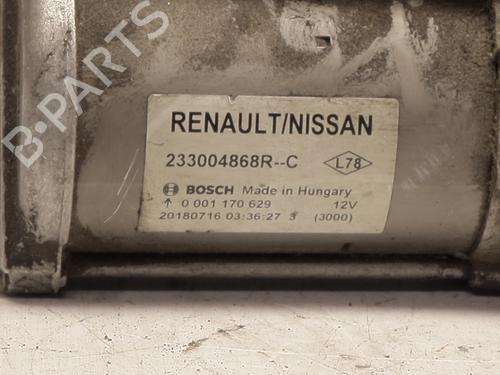 B-PARTS
RENAULT/NISSAN
233004868R--C L78
BOSCH Made in Hungary
0 001 170 629 12V
20180716 03:36:27 3 (3000)